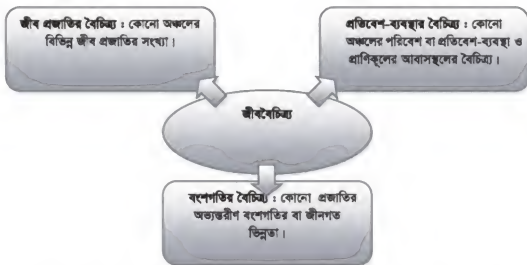 জীব প্রজাতির বৈচিত্র্য : কোনো অঞ্চলের
বিভিন্ন জীব প্রজাতির সংখ্যা।
প্রতিবেশ-ব্যবস্থার বৈচিত্র্য : কোনো
অঞ্চলের পরিবেশ বা প্রতিবেশ-ব্যবস্থা ও
প্রাণিকূলের আবাসস্থলের বৈচিত্র্য।
জীববৈচিত্র্য
বংশগতির বৈচিত্র্য : কোনো প্রজাতির
অভ্যন্তরীণ বংশগতির বা জীনগত
ভিন্নতা।